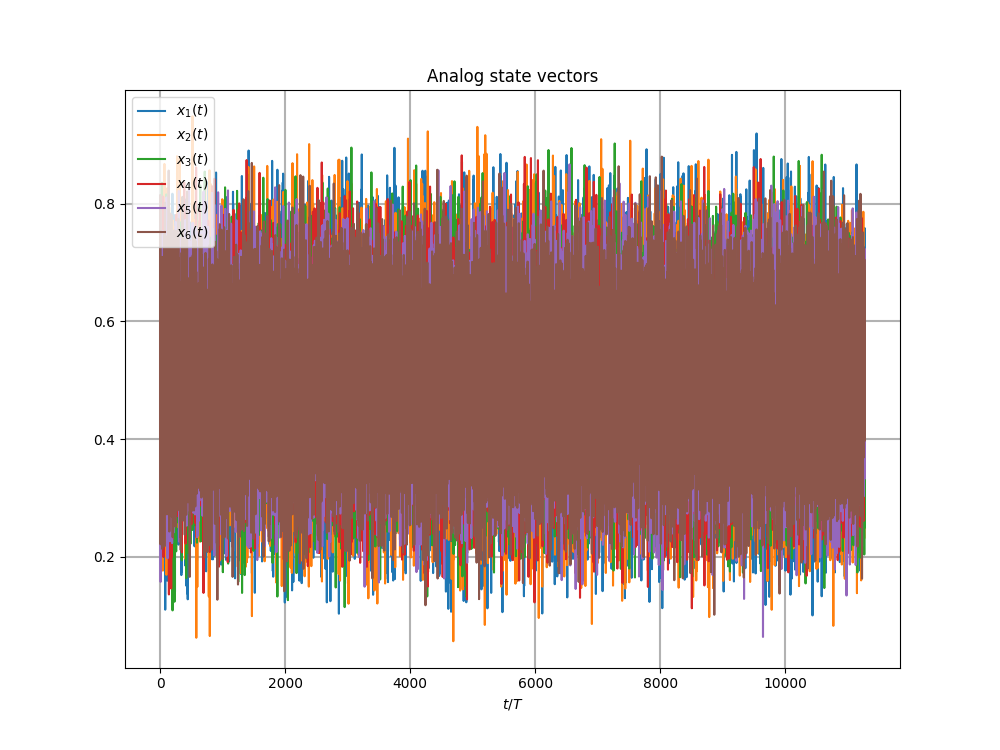 Analog state vectors
x₁(t)
x₂(t)
x₃(t)
x₄(t)
x₅(t)
x₆(t)
0.8
0.6
0.4
0.2
0 2000 4000 6000 8000 10000
t/T